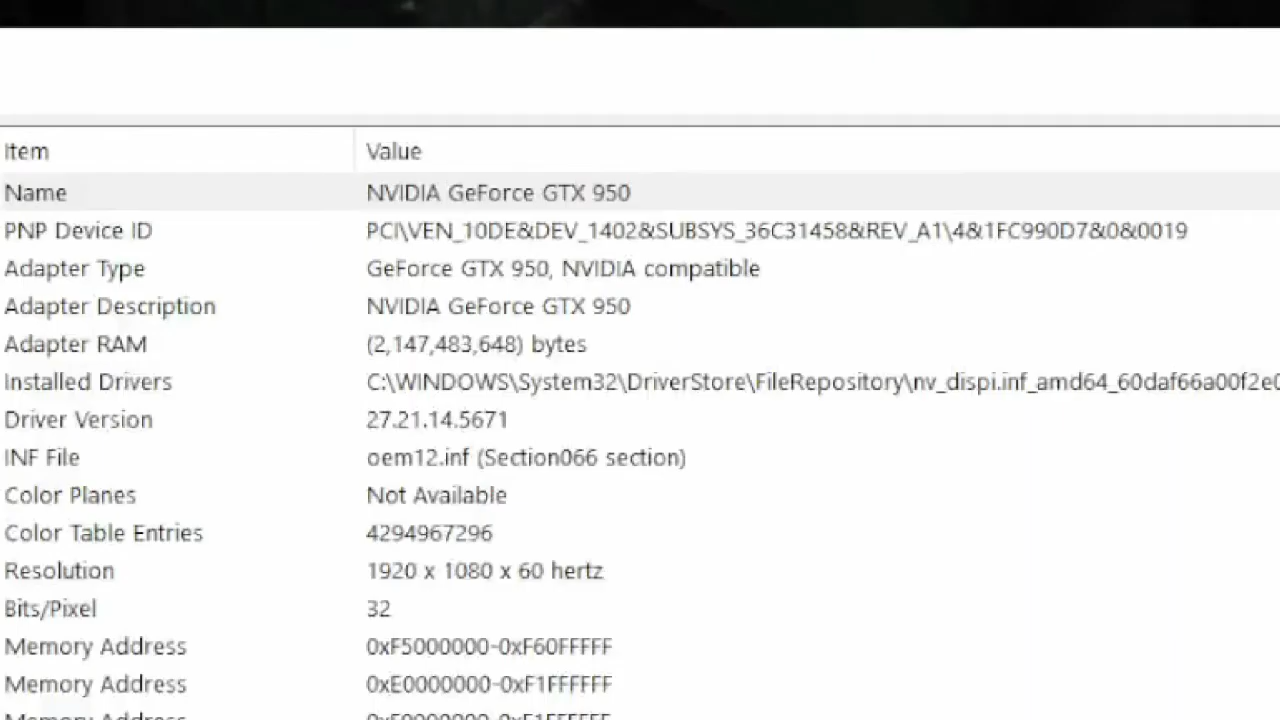 Item Value
Name NVIDIA GeForce GTX 950
PNP Device ID PCI\VEN_10DE&DEV_1402&SUBSYS_36C31458&REV_A1\4&1FC990D7&0&0019
Adapter Type GeForce GTX 950, NVIDIA compatible
Adapter Description NVIDIA GeForce GTX 950
Adapter RAM (2,147,483,648) bytes
Installed Drivers C:\WINDOWS\System32\DriverStore\FileRepository\nv_dispi.inf_amd64_60daf66a00f2e0
Driver Version 27.21.14.5671
INF File oem12.inf (Section066 section)
Color Planes Not Available
Color Table Entries 4294967296
Resolution 1920 x 1080 x 60 hertz
Bits/Pixel 32
Memory Address 0xF5000000-0xF60FFFFF
Memory Address 0xE0000000-0xF1FFFFFF
Memory Address